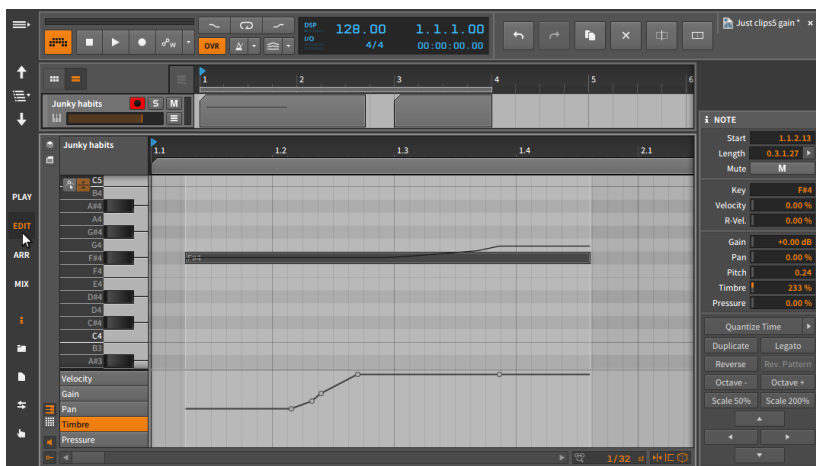 DSP
I/O
128.00
4/4
1.1.1.00
00:00:00.00
OVR
Just clips5 gain * ×
1 2 3 4 5 6
Junky habits S M
Junky habits
1.1 1.2 1.3 1.4 2.1
PLAY
EDIT
ARR
MIX
C5
B4
A#4
A4
G#4
G4
F#4 F#4
F4
E4
D#4
D4
C#4
C4
B3
A#3
Velocity
Gain
Pan
Timbre
Pressure
1/32 st
i NOTE
Start 1.1.2.13
Length 0.3.1.27
Mute M
Key F#4
Velocity 0.00 %
R-Vel. 0.00 %
Gain +0.00 dB
Pan 0.00 %
Pitch 0.24
Timbre 233 %
Pressure 0.00 %
Quantize Time
Duplicate Legato
Reverse Rev. Pattern
Octave - Octave +
Scale 50% Scale 200%